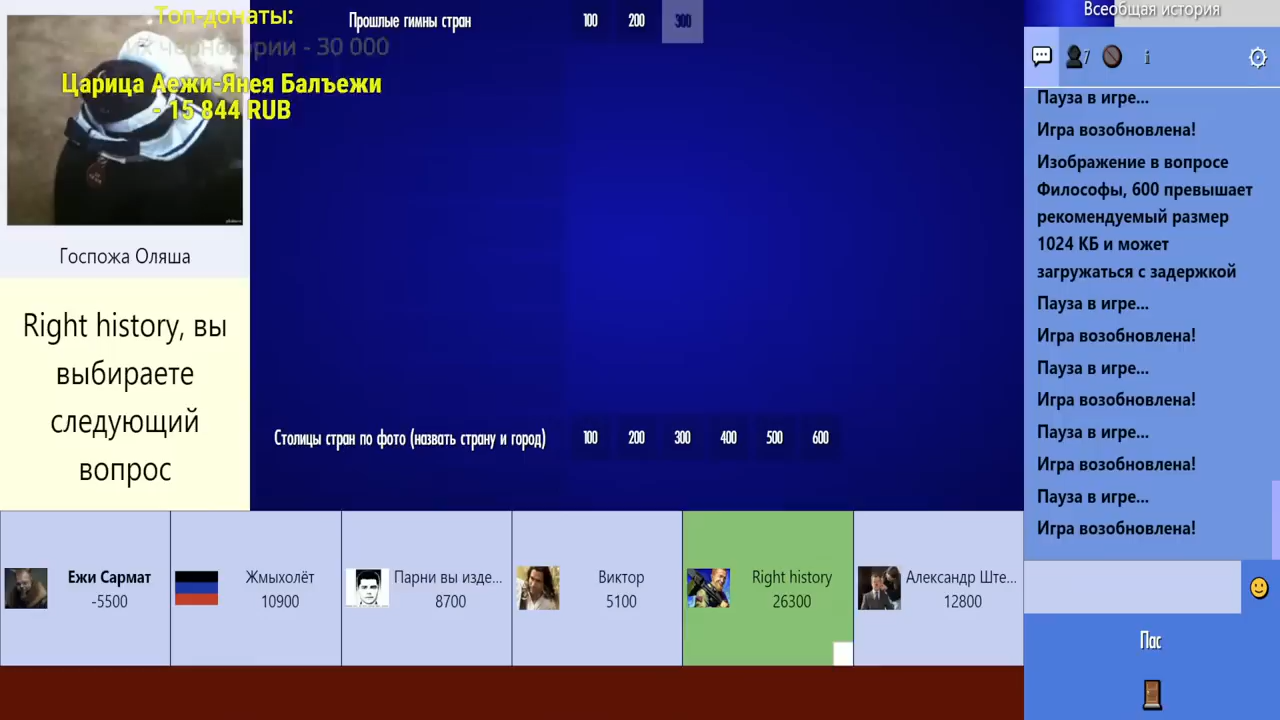 Топ-донаты:
- 30 000
Царица Аежи-Янея Балъежи
- 15 844 RUB
Госпожа Оляша
Right history, вы
выбираете
следующий
вопрос
Прошлые гимны стран 100 200 300
Столицы стран по фото (назвать страну и город) 100 200 300 400 500 600
Всеобщая история
7 i
Пауза в игре...
Игра возобновлена!
Изображение в вопросе
Философы, 600 превышает
рекомендуемый размер
1024 КБ и может
загружаться с задержкой
Пауза в игре...
Игра возобновлена!
Пауза в игре...
Игра возобновлена!
Пауза в игре...
Игра возобновлена!
Пауза в игре...
Игра возобновлена!
Пас
Ежи Сармат
-5500
Жмыхолёт
10900
Парни вы изде...
8700
Виктор
5100
Right history
26300
Александр Ште...
12800